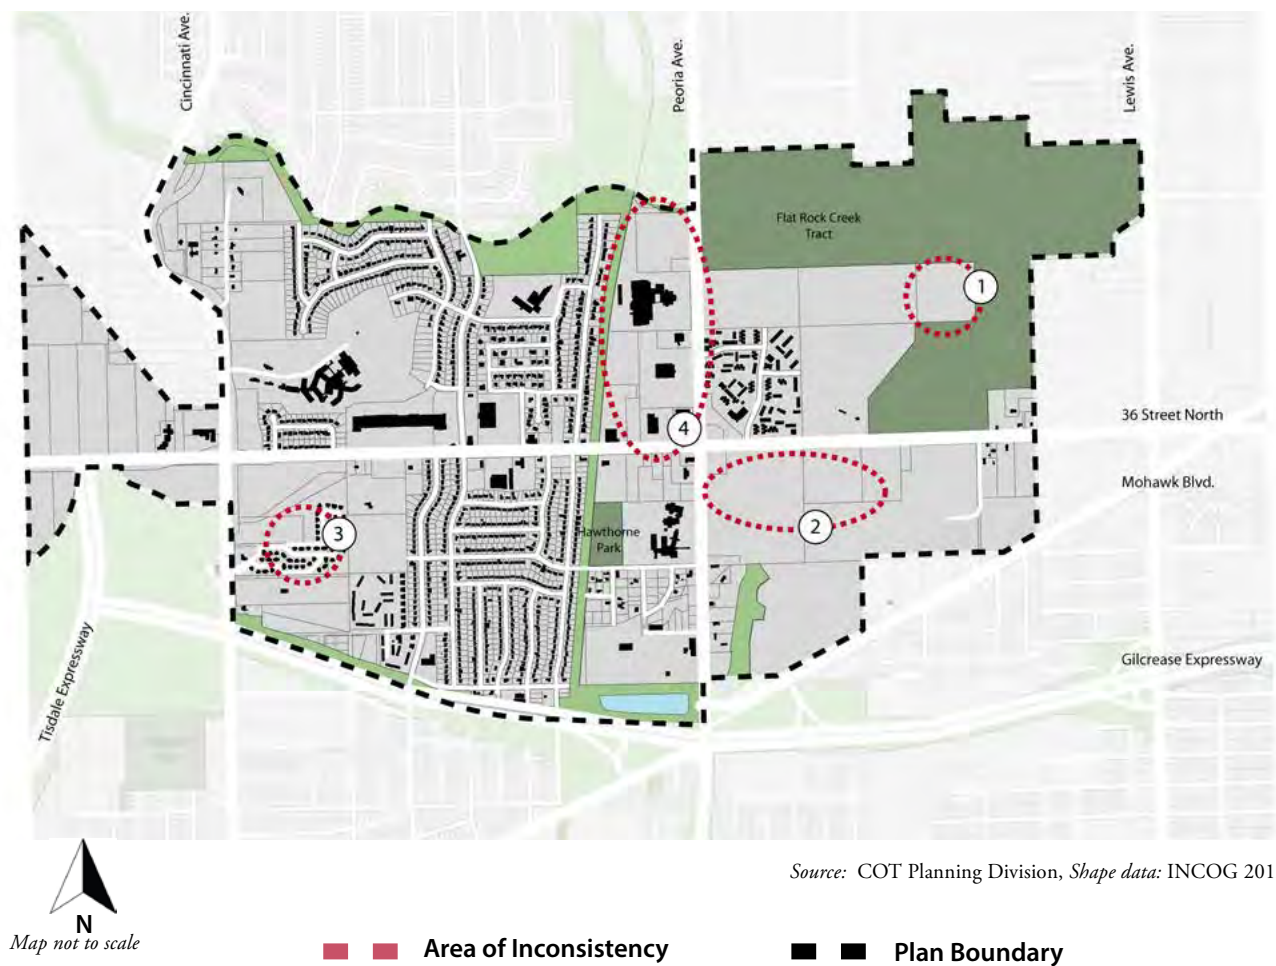 Cincinnati Ave.
Peoria Ave.
Lewis Ave.
Flat Rock Creek
Tract
1
36 Street North
4
Mohawk Blvd.
2
3
Hawthorne
Park
Tisdale Expressway
Gilcrease Expressway
Source: COT Planning Division, Shape data: INCOG 201
N
Map not to scale
Area of Inconsistency
Plan Boundary